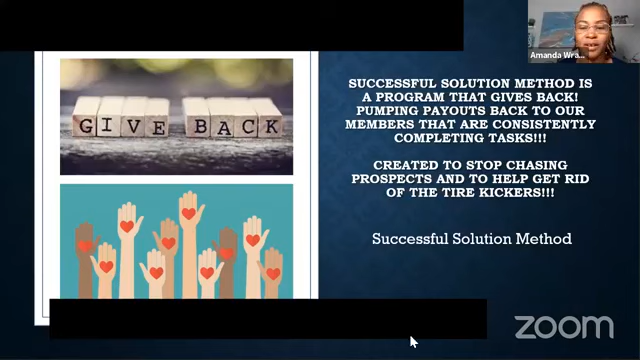 Amanda Wra...
GIVE BACK
SUCCESSFUL SOLUTION METHOD IS
A PROGRAM THAT GIVES BACK!
PUMPING PAYOUTS BACK TO OUR
MEMBERS THAT ARE CONSISTENTLY
COMPLETING TASKS!!!
CREATED TO STOP CHASING
PROSPECTS AND TO HELP GET RID
OF THE TIRE KICKERS!!!
Successful Solution Method
zoom